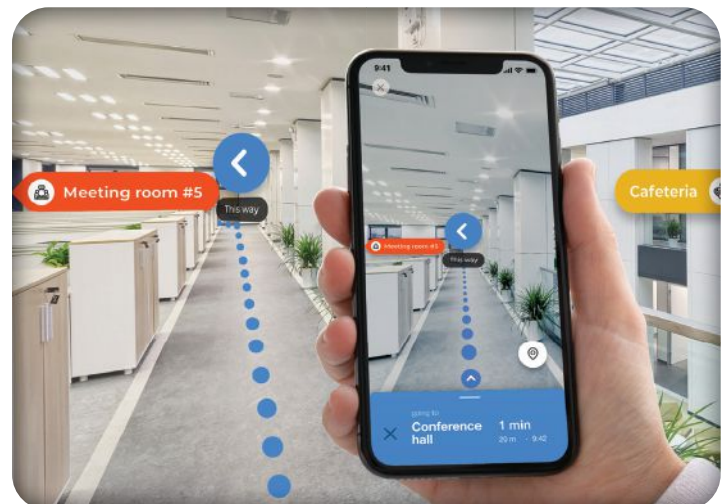 Meeting room #5
This way
Cafeteria
9:41
Meeting room #5
This way
going to:
Conference
hall
1 min
20 m · 9:42